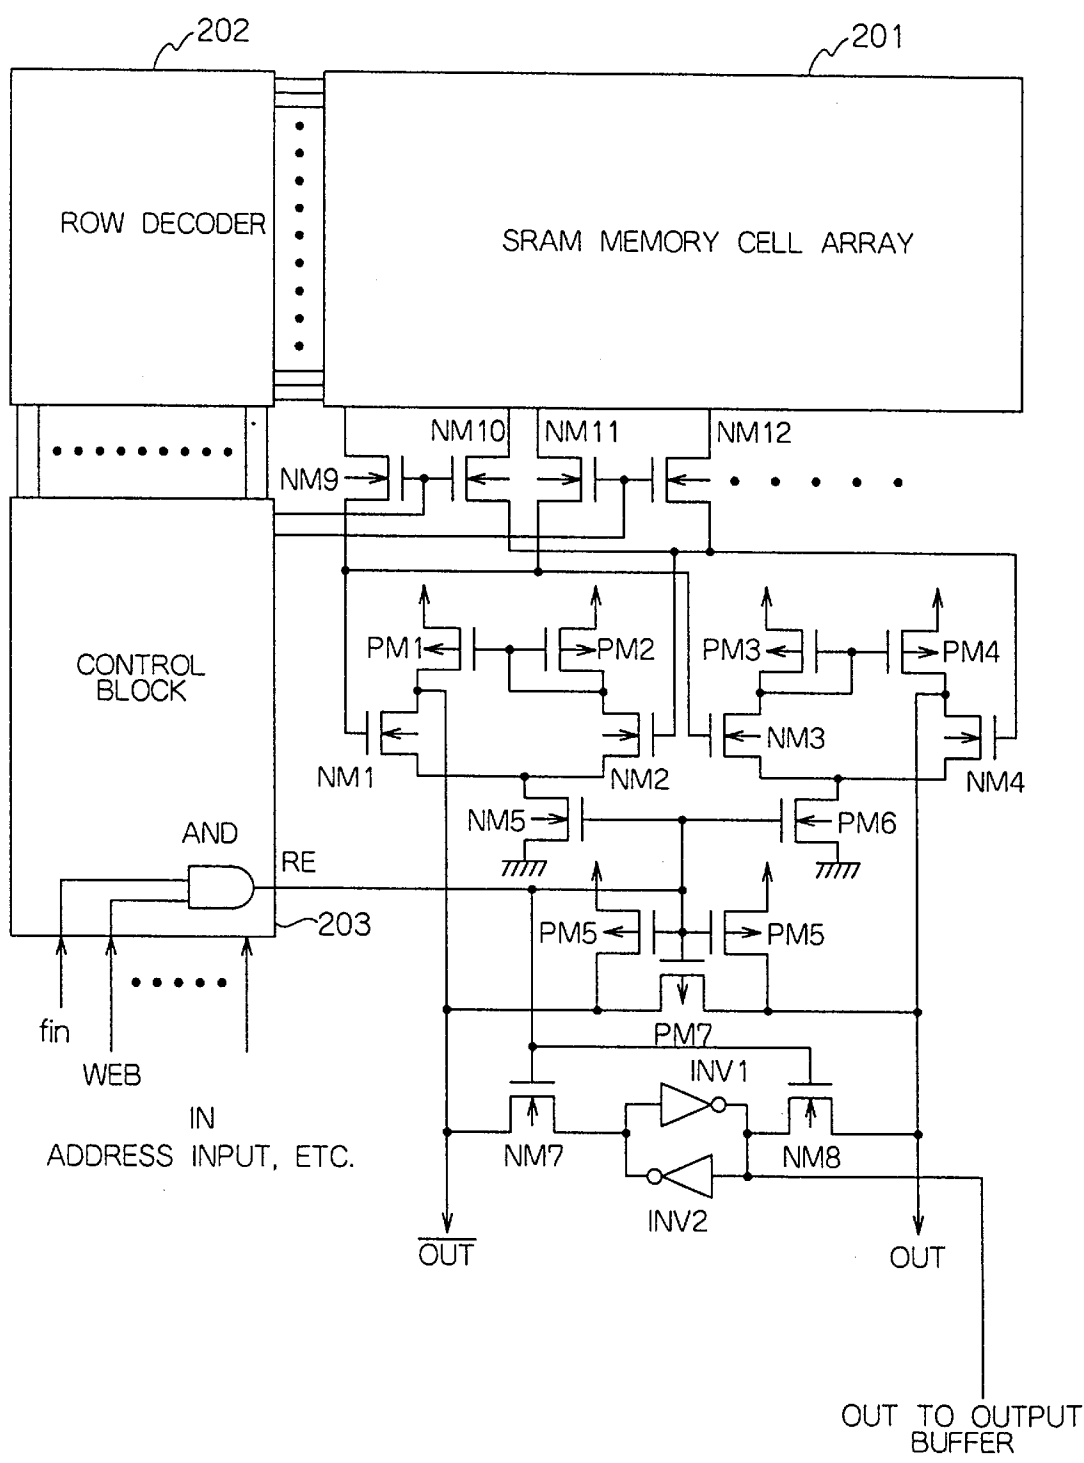 202
201
ROW DECODER
SRAM MEMORY CELL ARRAY
NM10
NM11
NM12
NM9
PM1
PM2
PM3
PM4
CONTROL
BLOCK
NM1
NM2
NM3
NM4
NM5
PM6
AND
RE
203
PM5
PM5
fin
WEB
PM7
INV1
IN
ADDRESS INPUT, ETC.
NM7
NM8
INV2
OUT
OUT
OUT TO OUTPUT
BUFFER